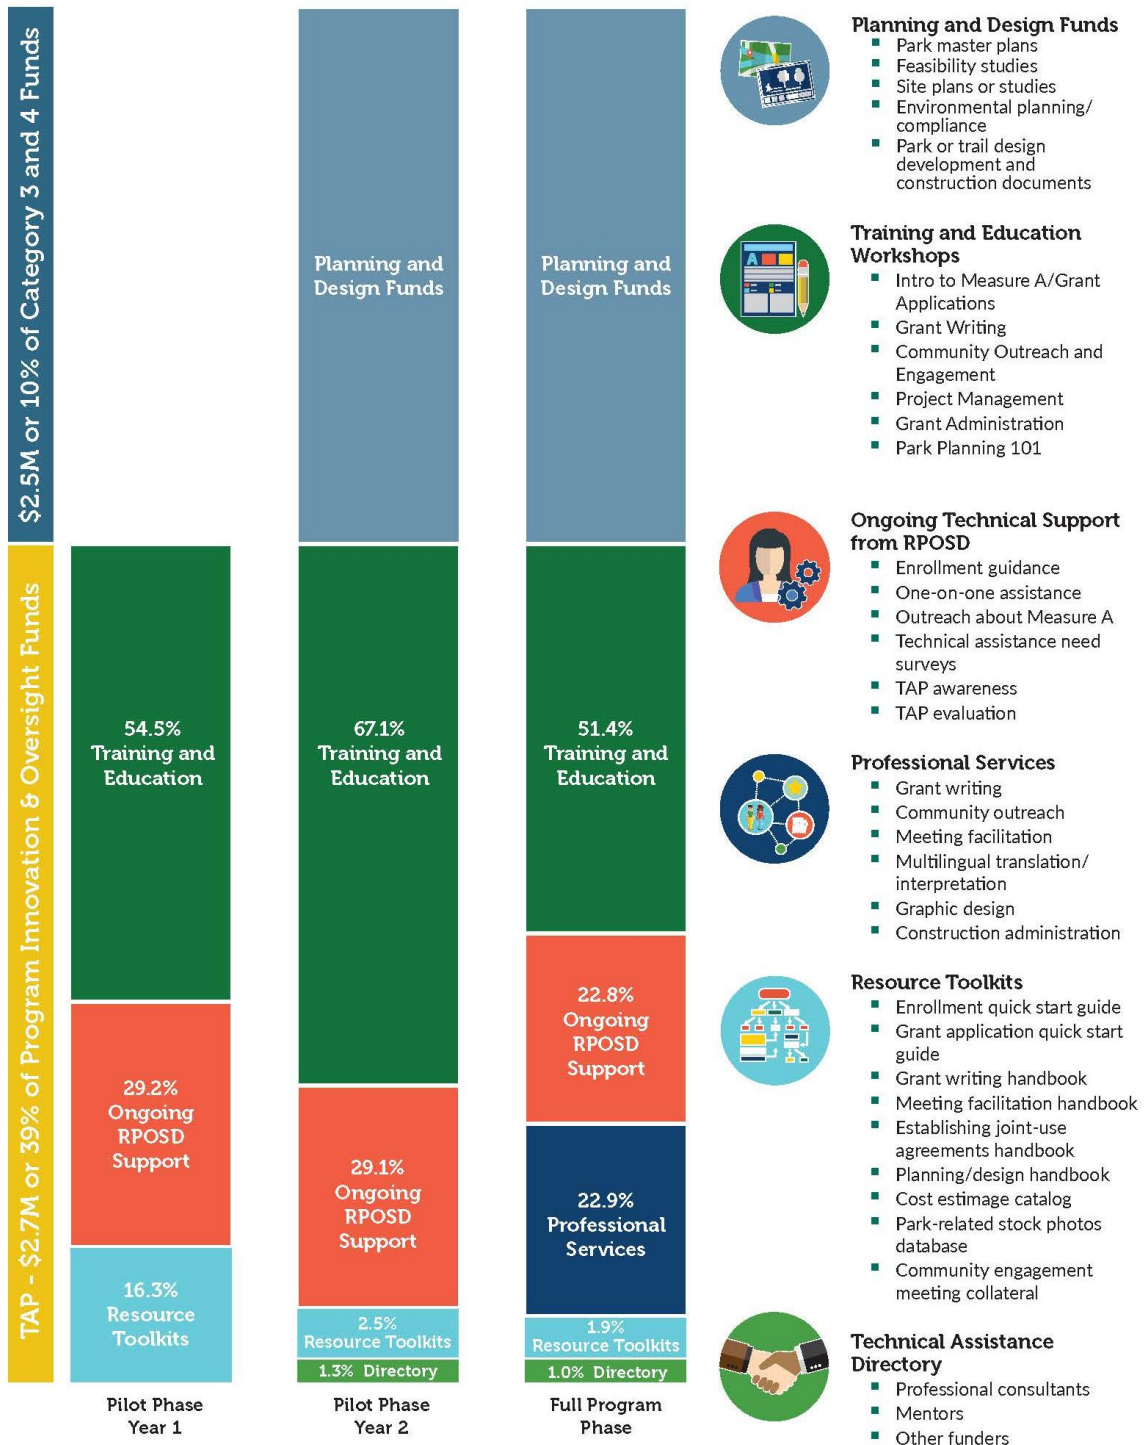 $2.5M or 10% of Category 3 and 4 Funds
TAP - $2.7M or 39% of Program Innovation & Oversight Funds
54.5%
Training and
Education
29.2%
Ongoing
RPOSD
Support
16.3%
Resource
Toolkits
Pilot Phase
Year 1
Planning and
Design Funds
67.1%
Training and
Education
29.1%
Ongoing
RPOSD
Support
2.5%
Resource Toolkits
1.3% Directory
Pilot Phase
Year 2
Planning and
Design Funds
51.4%
Training and
Education
22.8%
Ongoing
RPOSD
Support
22.9%
Professional
Services
1.9%
Resource Toolkits
1.0% Directory
Full Program
Phase
Planning and Design Funds
Park master plans
Feasibility studies
Site plans or studies
Environmental planning/
compliance
Park or trail design
development and
construction documents
A
Training and Education
Workshops
Intro to Measure A/Grant
Applications
Grant Writing
Community Outreach and
Engagement
Project Management
Grant Administration
Park Planning 101
Ongoing Technical Support
from RPOSD
Enrollment guidance
One-on-one assistance
Outreach about Measure A
Technical assistance need
surveys
TAP awareness
TAP evaluation
Professional Services
Grant writing
Community outreach
Meeting facilitation
Multilingual translation/
interpretation
Graphic design
Construction administration
Resource Toolkits
Enrollment quick start guide
Grant application quick start
guide
Grant writing handbook
Meeting facilitation handbook
Establishing joint-use
agreements handbook
Planning/design handbook
Cost estimage catalog
Park-related stock photos
database
Community engagement
meeting collateral
Technical Assistance
Directory
Professional consultants
Mentors
Other funders